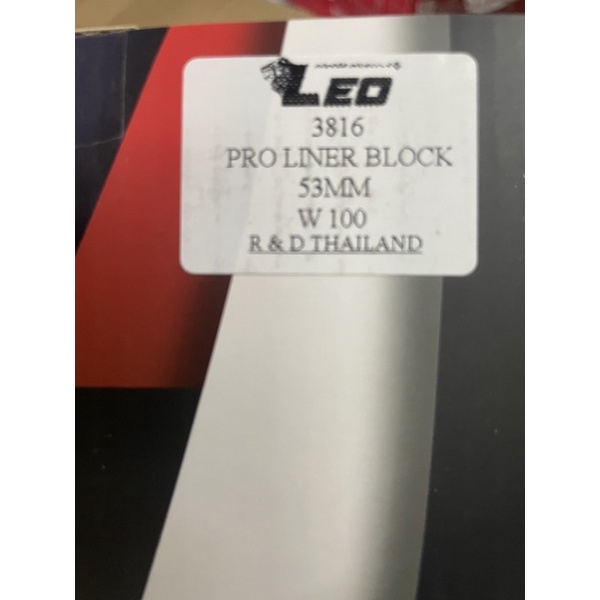 LEO
3816
PRO LINER BLOCK
53MM
W 100
R & D THAILAND